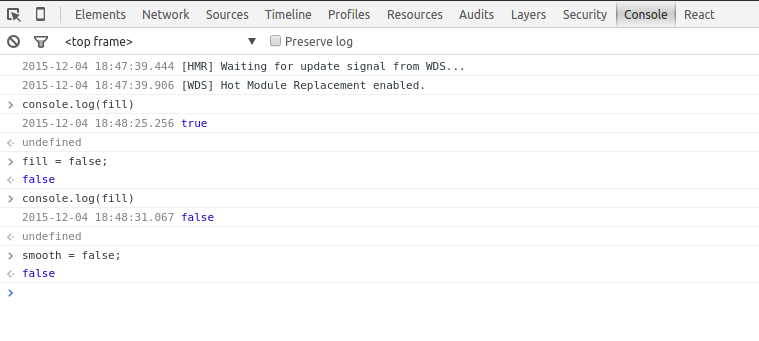 Elements Network Sources Timeline Profiles Resources Audits Layers Security Console React
<top frame> Preserve log
2015-12-04 18:47:39.444 [HMR] Waiting for update signal from WDS...
2015-12-04 18:47:39.906 [WDS] Hot Module Replacement enabled.
console.log(fill)
2015-12-04 18:48:25.256 true
undefined
fill = false;
false
console.log(fill)
2015-12-04 18:48:31.067 false
undefined
smooth = false;
false